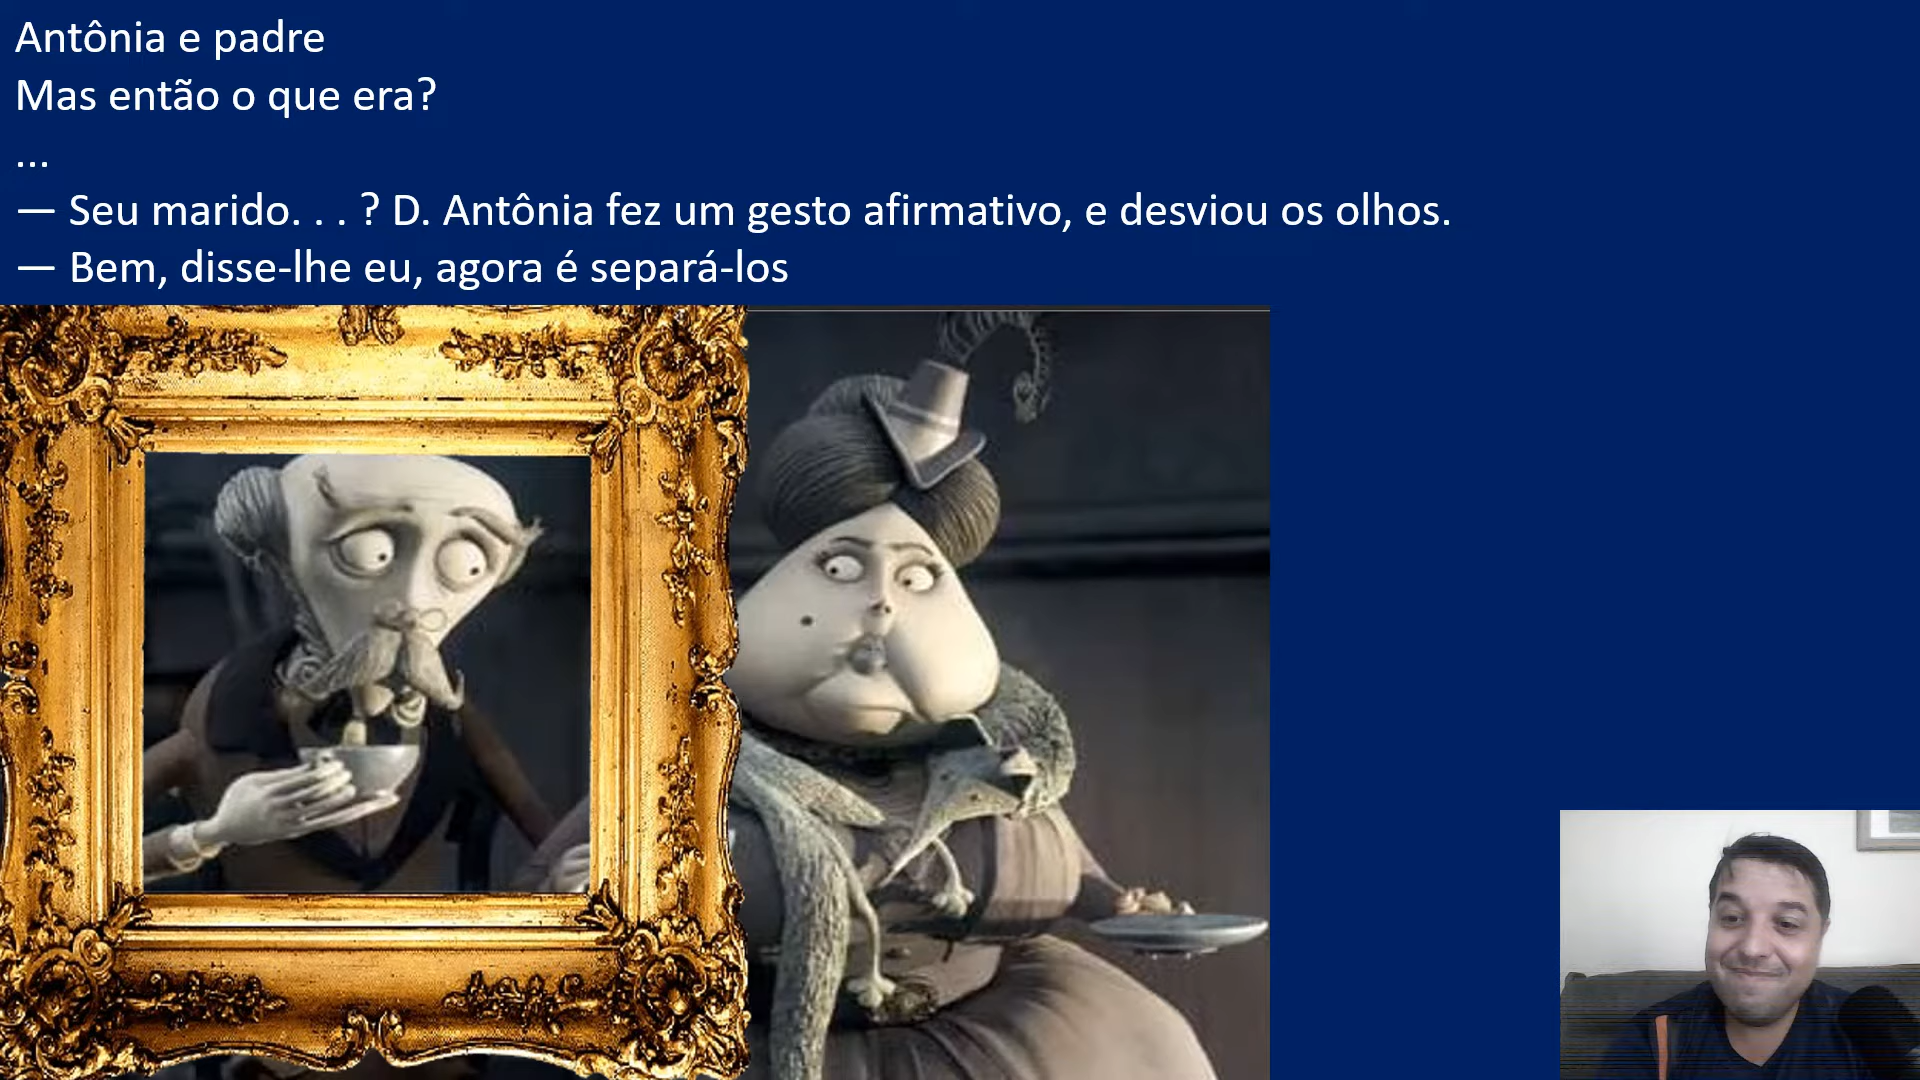 Antônia e padre
Mas então o que era?
...
— Seu marido. . . ? D. Antônia fez um gesto afirmativo, e desviou os olhos.
— Bem, disse-lhe eu, agora é separá-los